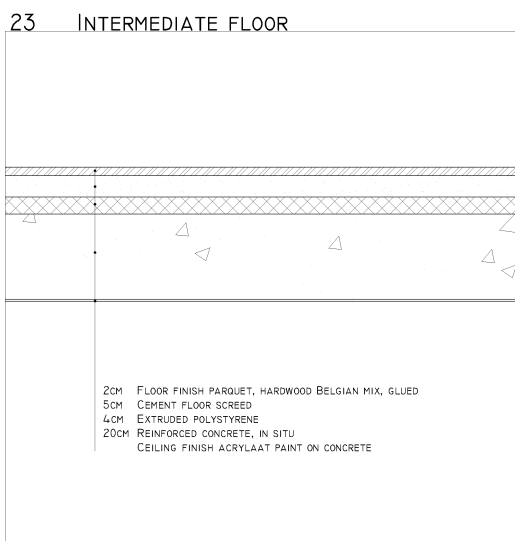 23 INTERMEDIATE FLOOR
2CM FLOOR FINISH PARQUET, HARDWOOD BELGIAN MIX, GLUED
5CM CEMENT FLOOR SCREED
4CM EXTRUDED POLYSTYRENE
20CM REINFORCED CONCRETE, IN SITU
CEILING FINISH ACRYLAAT PAINT ON CONCRETE